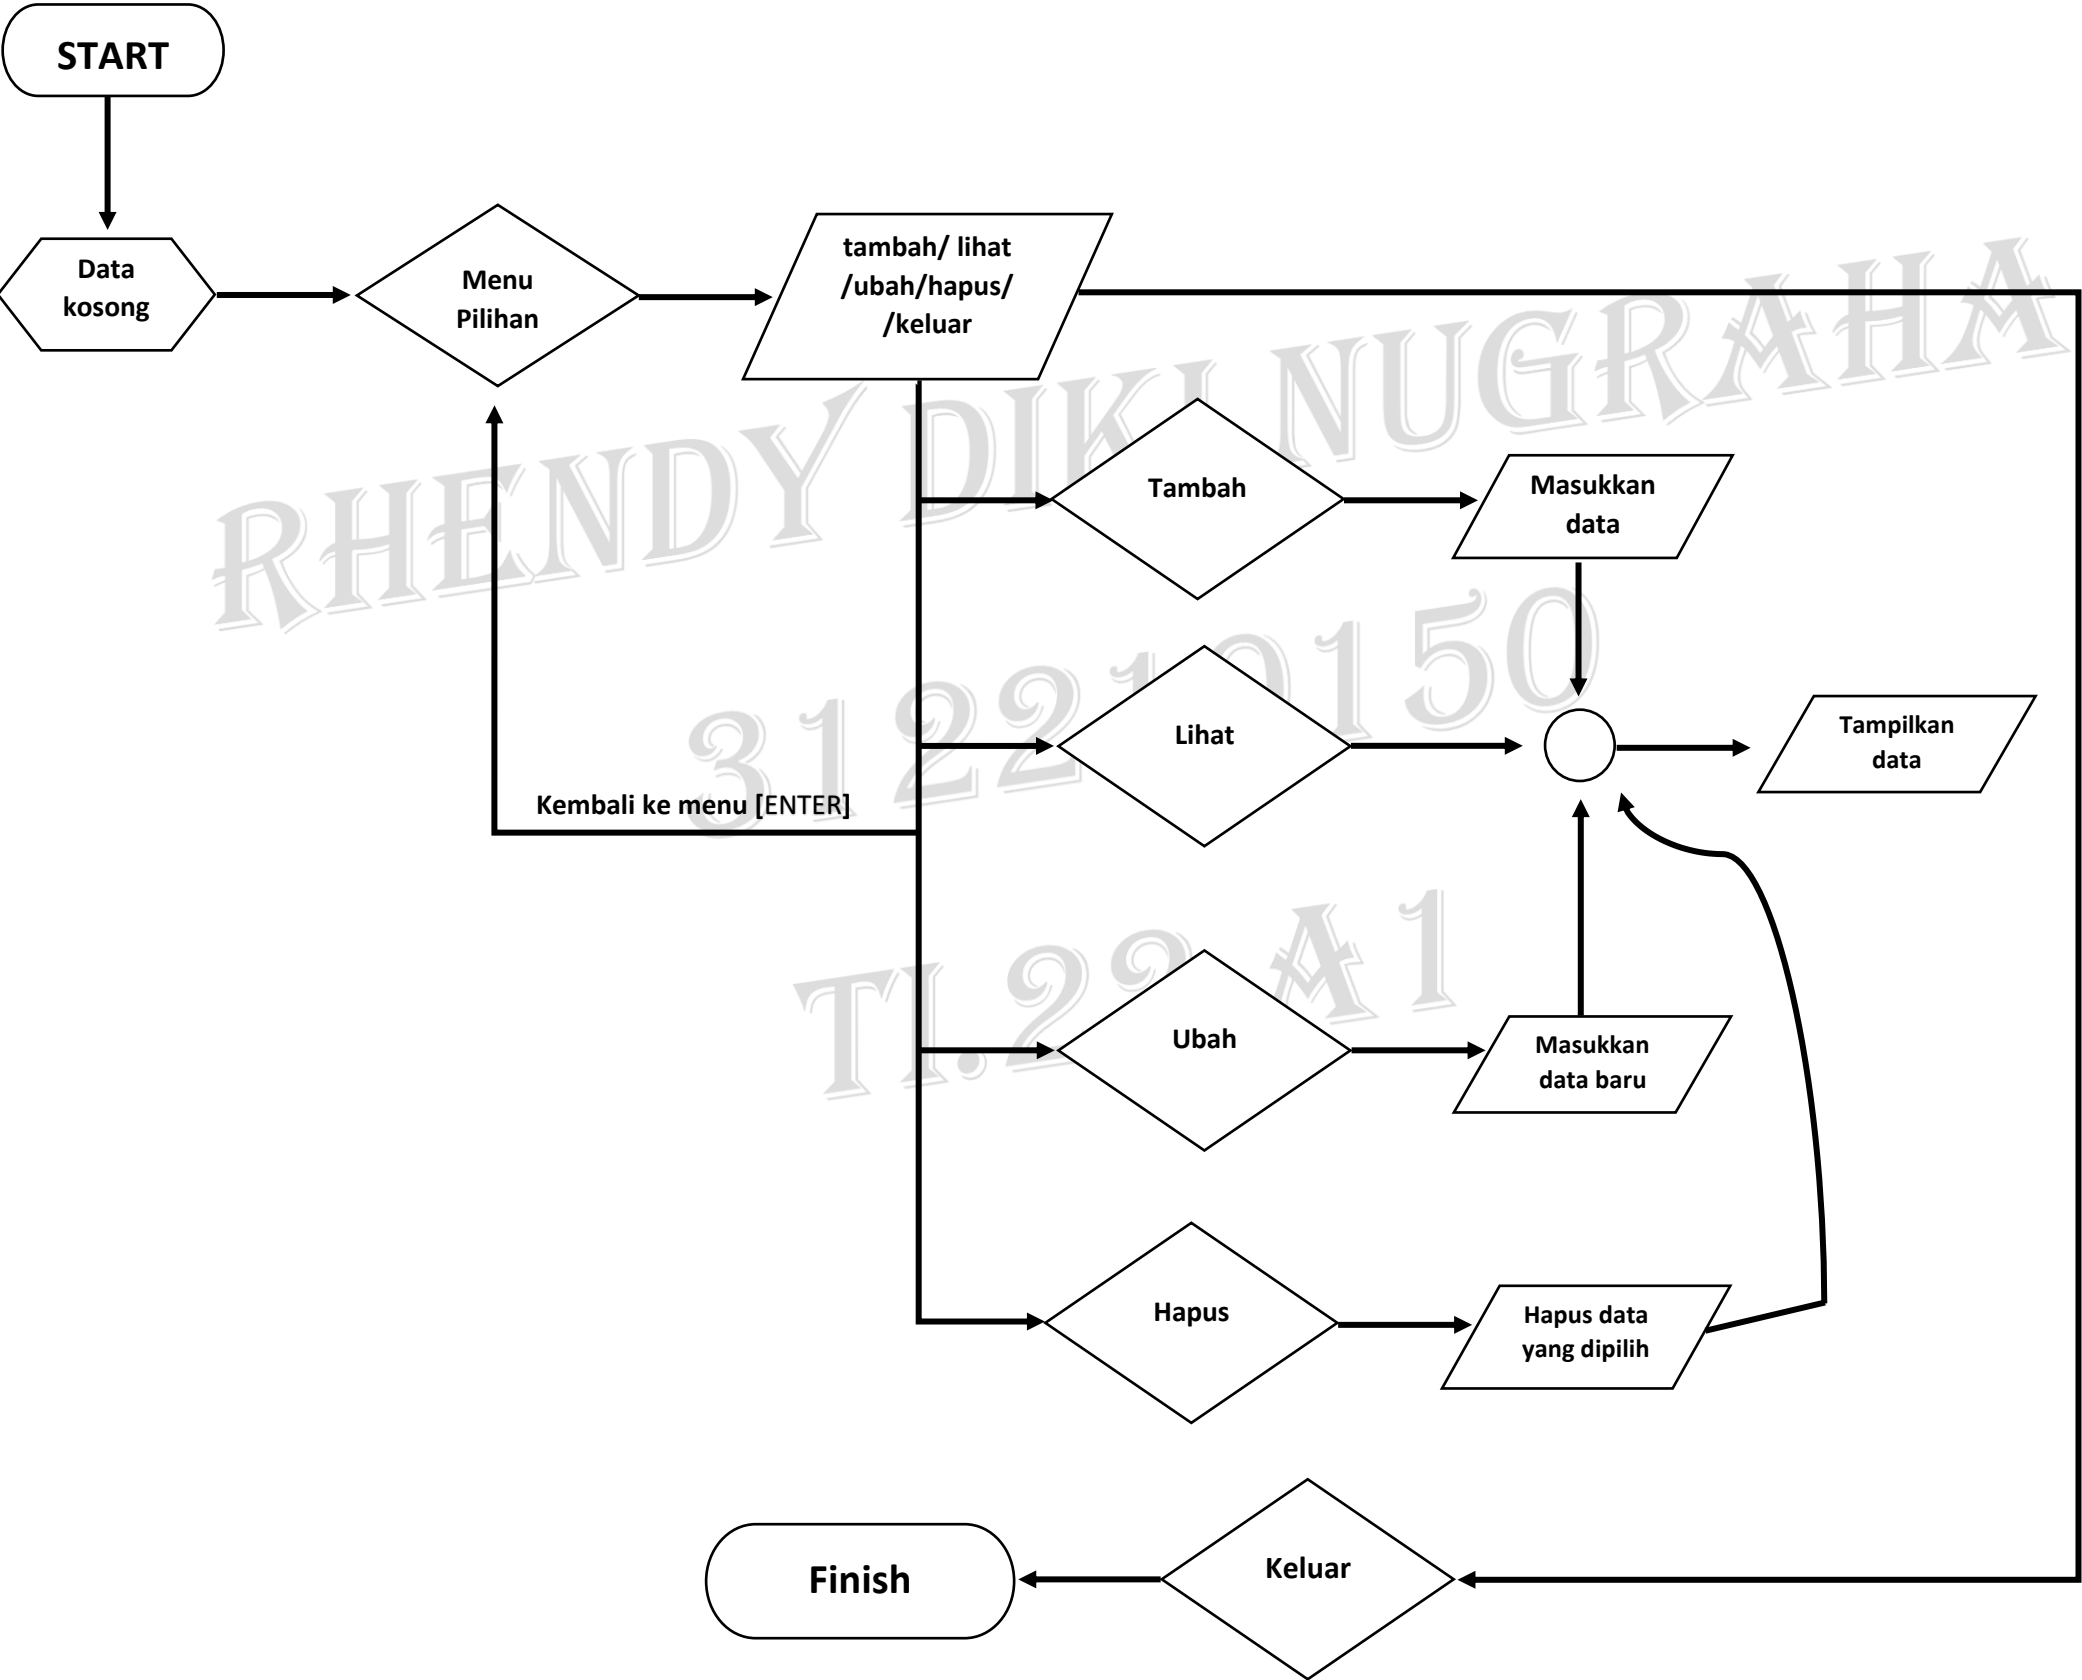 START
Data
kosong
Menu
Pilihan
tambah/ lihat
/ubah/hapus/
/keluar
RHENDY DIKI NUGRAHA
312210150
TI.22 A1
Tambah
Masukkan
data
Lihat
Tampilkan
data
Kembali ke menu [ENTER]
Ubah
Masukkan
data baru
Hapus
Hapus data
yang dipilih
Keluar
Finish